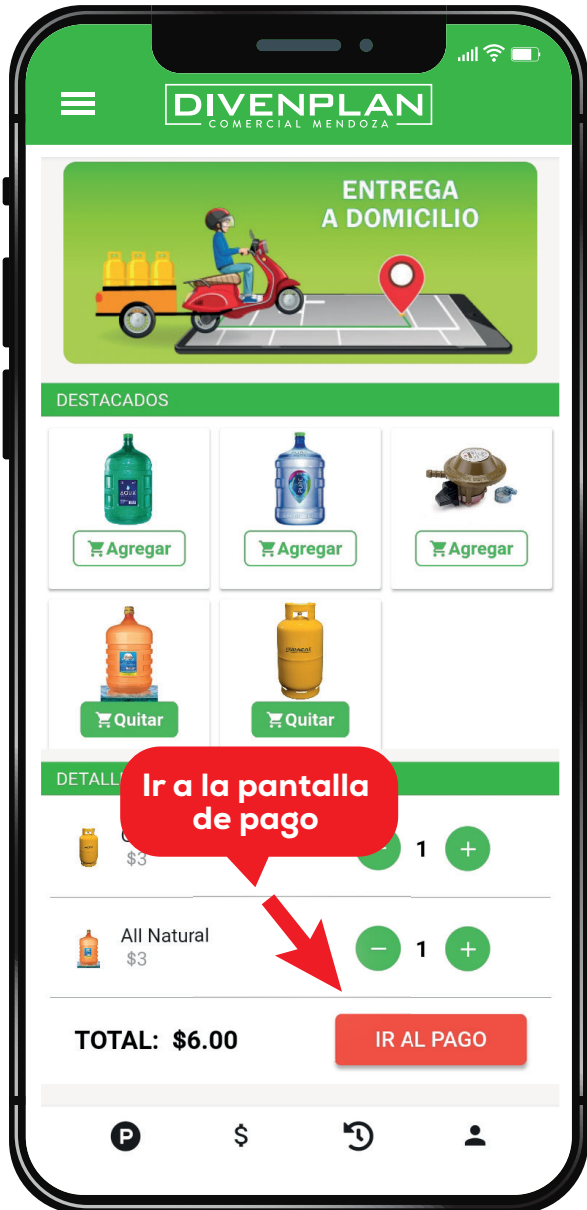 DIVENPLAN
COMERCIAL MENDOZA
ENTREGA
A DOMICILIO
DESTACADOS
Agregar
Agregar
Agregar
Quitar
Quitar
Ir a la pantalla
de pago
$3
1
All Natural
$3
1
TOTAL: $6.00
IR AL PAGO
P
$